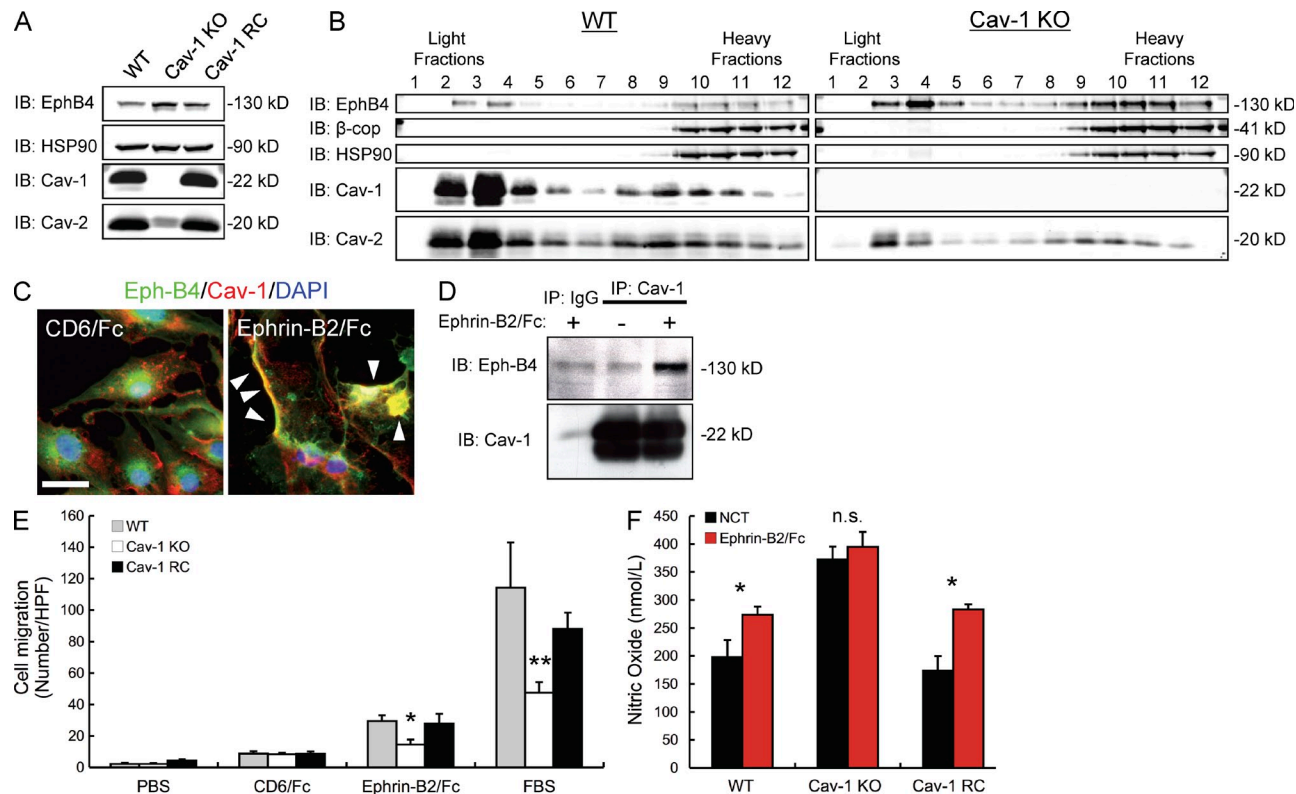 A
WT
Cav-1 KO
Cav-1 RC
IB: EphB4
-130 kD
IB: HSP90
-90 kD
IB: Cav-1
-22 kD
IB: Cav-2
-20 kD
B
WT
Cav-1 KO
Light Fractions
Heavy Fractions
Light Fractions
Heavy Fractions
1 2 3 4 5 6 7 8 9 10 11 12
1 2 3 4 5 6 7 8 9 10 11 12
IB: EphB4
-130 kD
IB: β-cop
-41 kD
IB: HSP90
-90 kD
IB: Cav-1
-22 kD
IB: Cav-2
-20 kD
C
Eph-B4/Cav-1/DAPI
CD6/Fc
Ephrin-B2/Fc
D
IP: IgG
IP: Cav-1
Ephrin-B2/Fc: + - +
IB: Eph-B4
-130 kD
IB: Cav-1
-22 kD
E
Cell migration
(Number/HPF)
160
140
120
100
80
60
40
20
0
WT
Cav-1 KO
Cav-1 RC
*
**
PBS
CD6/Fc
Ephrin-B2/Fc
FBS
F
Nitric Oxide (nmol/L)
450
400
350
300
250
200
150
150
50
0
NCT
Ephrin-B2/Fc
*
n.s.
*
WT
Cav-1 KO
Cav-1 RC